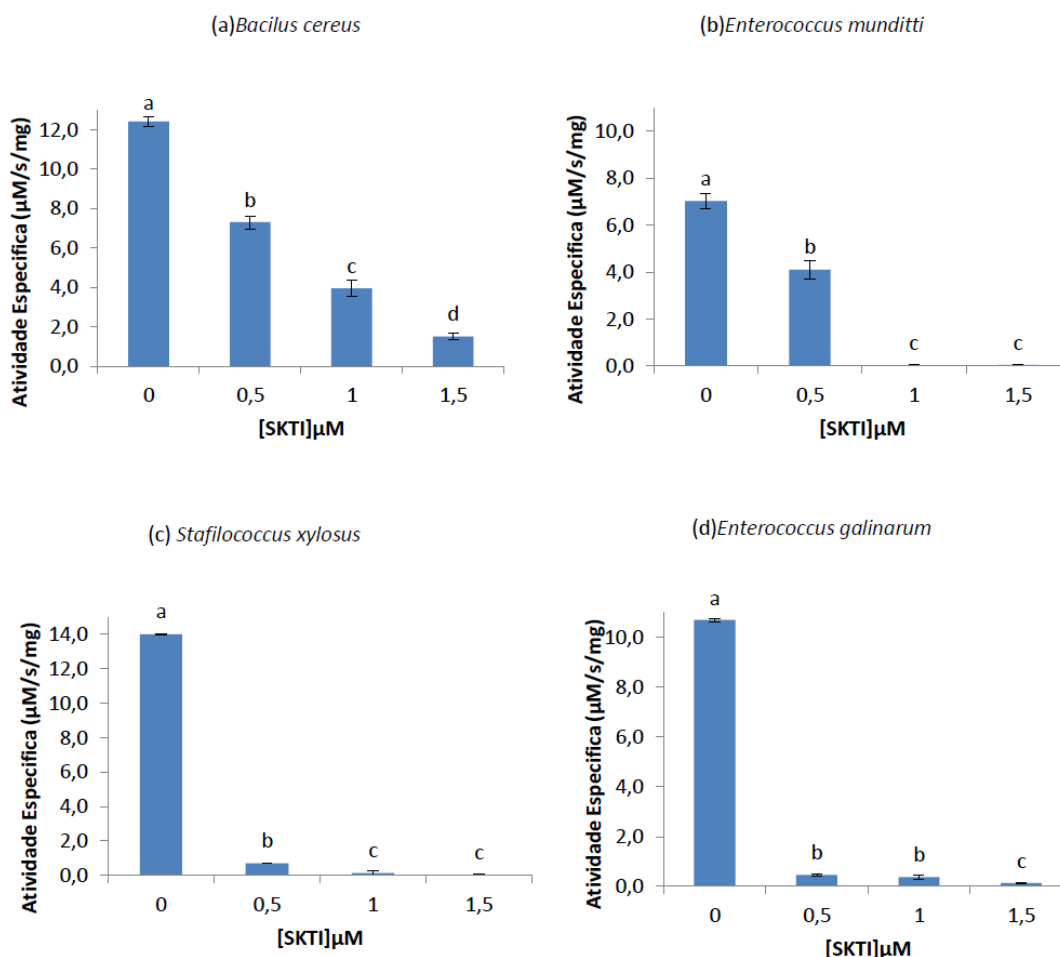 (a)Bacilus cereus
a
12,0
10,0
8,0
6,0
4,0
2,0
0,0
b
c
d
0 0,5 1 1,5
Atividade Especifica (µM/s/mg)
[SKTI]µM
(b)Enterococcus munditti
10,0
8,0
6,0
4,0
2,0
0,0
a
b
c c
0 0,5 1 1,5
Atividade Especifica (µM/s/mg)
[SKTI]µM
(c) Stafilococcus xylosus
a
14,0
12,0
10,0
8,0
6,0
4,0
2,0
0,0
b
c c
0 0,5 1 1,5
Atividade Especifica (µM/s/mg)
[SKTI]µM
(d)Enterococcus galinarum
a
10,0
8,0
6,0
4,0
2,0
0,0
b b
c
0 0,5 1 1,5
Atividade Especifica (µM/s/mg)
[SKTI]µM